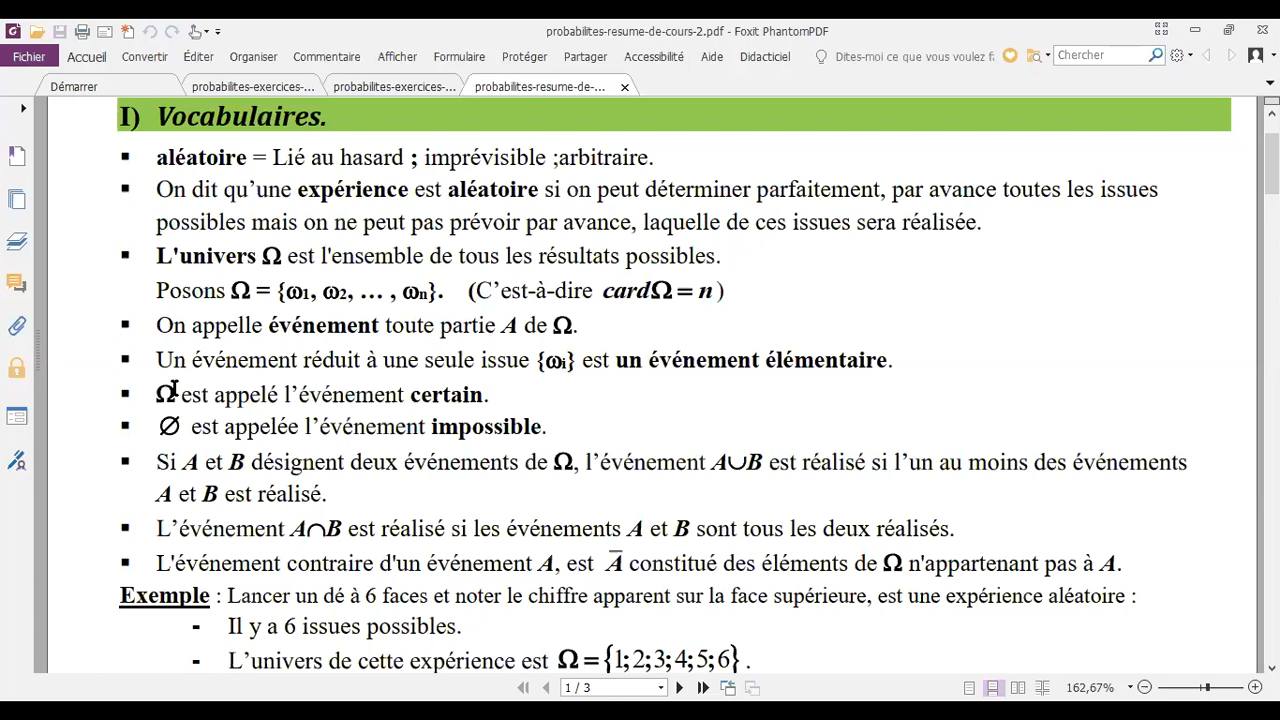 probabilites-resume-de-cours-2.pdf - Foxit PhantomPDF
Fichier Accueil Convertir Éditer Organiser Commentaire Afficher Formulaire Protéger Partager Accessibilité Aide Didacticiel Dites-moi ce que vous voulez f Chercher
Démarrer probabilites-exercices-... probabilites-exercices-... probabilites-resume-de-...
I) Vocabulaires.
▪ aléatoire = Lié au hasard ; imprévisible ;arbitraire.
▪ On dit qu’une expérience est aléatoire si on peut déterminer parfaitement, par avance toutes les issues
possibles mais on ne peut pas prévoir par avance, laquelle de ces issues sera réalisée.
▪ L'univers Ω est l'ensemble de tous les résultats possibles.
Posons Ω = {ω₁, ω₂, … , ωₙ}. (C’est-à-dire cardΩ = n )
▪ On appelle événement toute partie A de Ω.
▪ Un événement réduit à une seule issue {ωᵢ} est un événement élémentaire.
▪ Ω est appelé l’événement certain.
▪ ∅ est appelée l’événement impossible.
▪ Si A et B désignent deux événements de Ω, l’événement A∪B est réalisé si l’un au moins des événements
A et B est réalisé.
▪ L’événement A∩B est réalisé si les événements A et B sont tous les deux réalisés.
▪ L'événement contraire d'un événement A, est A̅ constitué des éléments de Ω n'appartenant pas à A.
Exemple : Lancer un dé à 6 faces et noter le chiffre apparent sur la face supérieure, est une expérience aléatoire :
- Il y a 6 issues possibles.
- L’univers de cette expérience est Ω = {1;2;3;4;5;6} .
1 / 3 162,67%